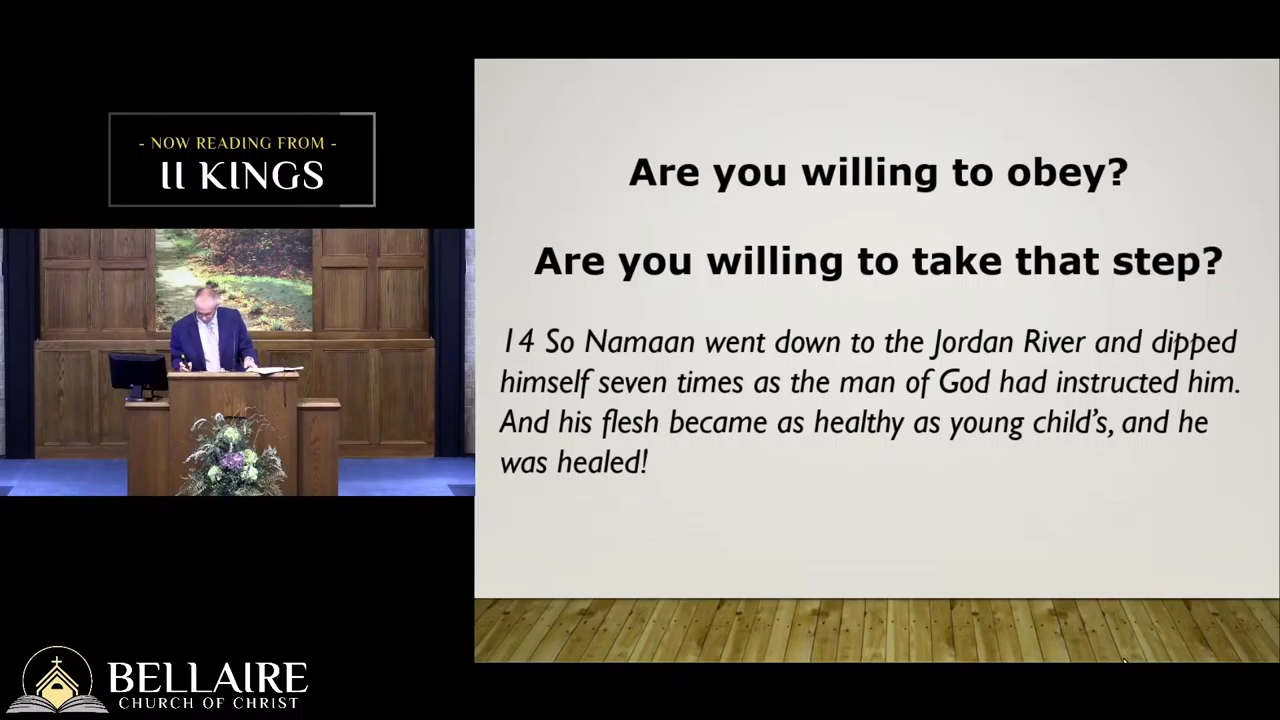 - NOW READING FROM -
II KINGS
Are you willing to obey?
Are you willing to take that step?
14 So Namaan went down to the Jordan River and dipped
himself seven times as the man of God had instructed him.
And his flesh became as healthy as young child's, and he
was healed!
BELLAIRE
CHURCH OF CHRIST